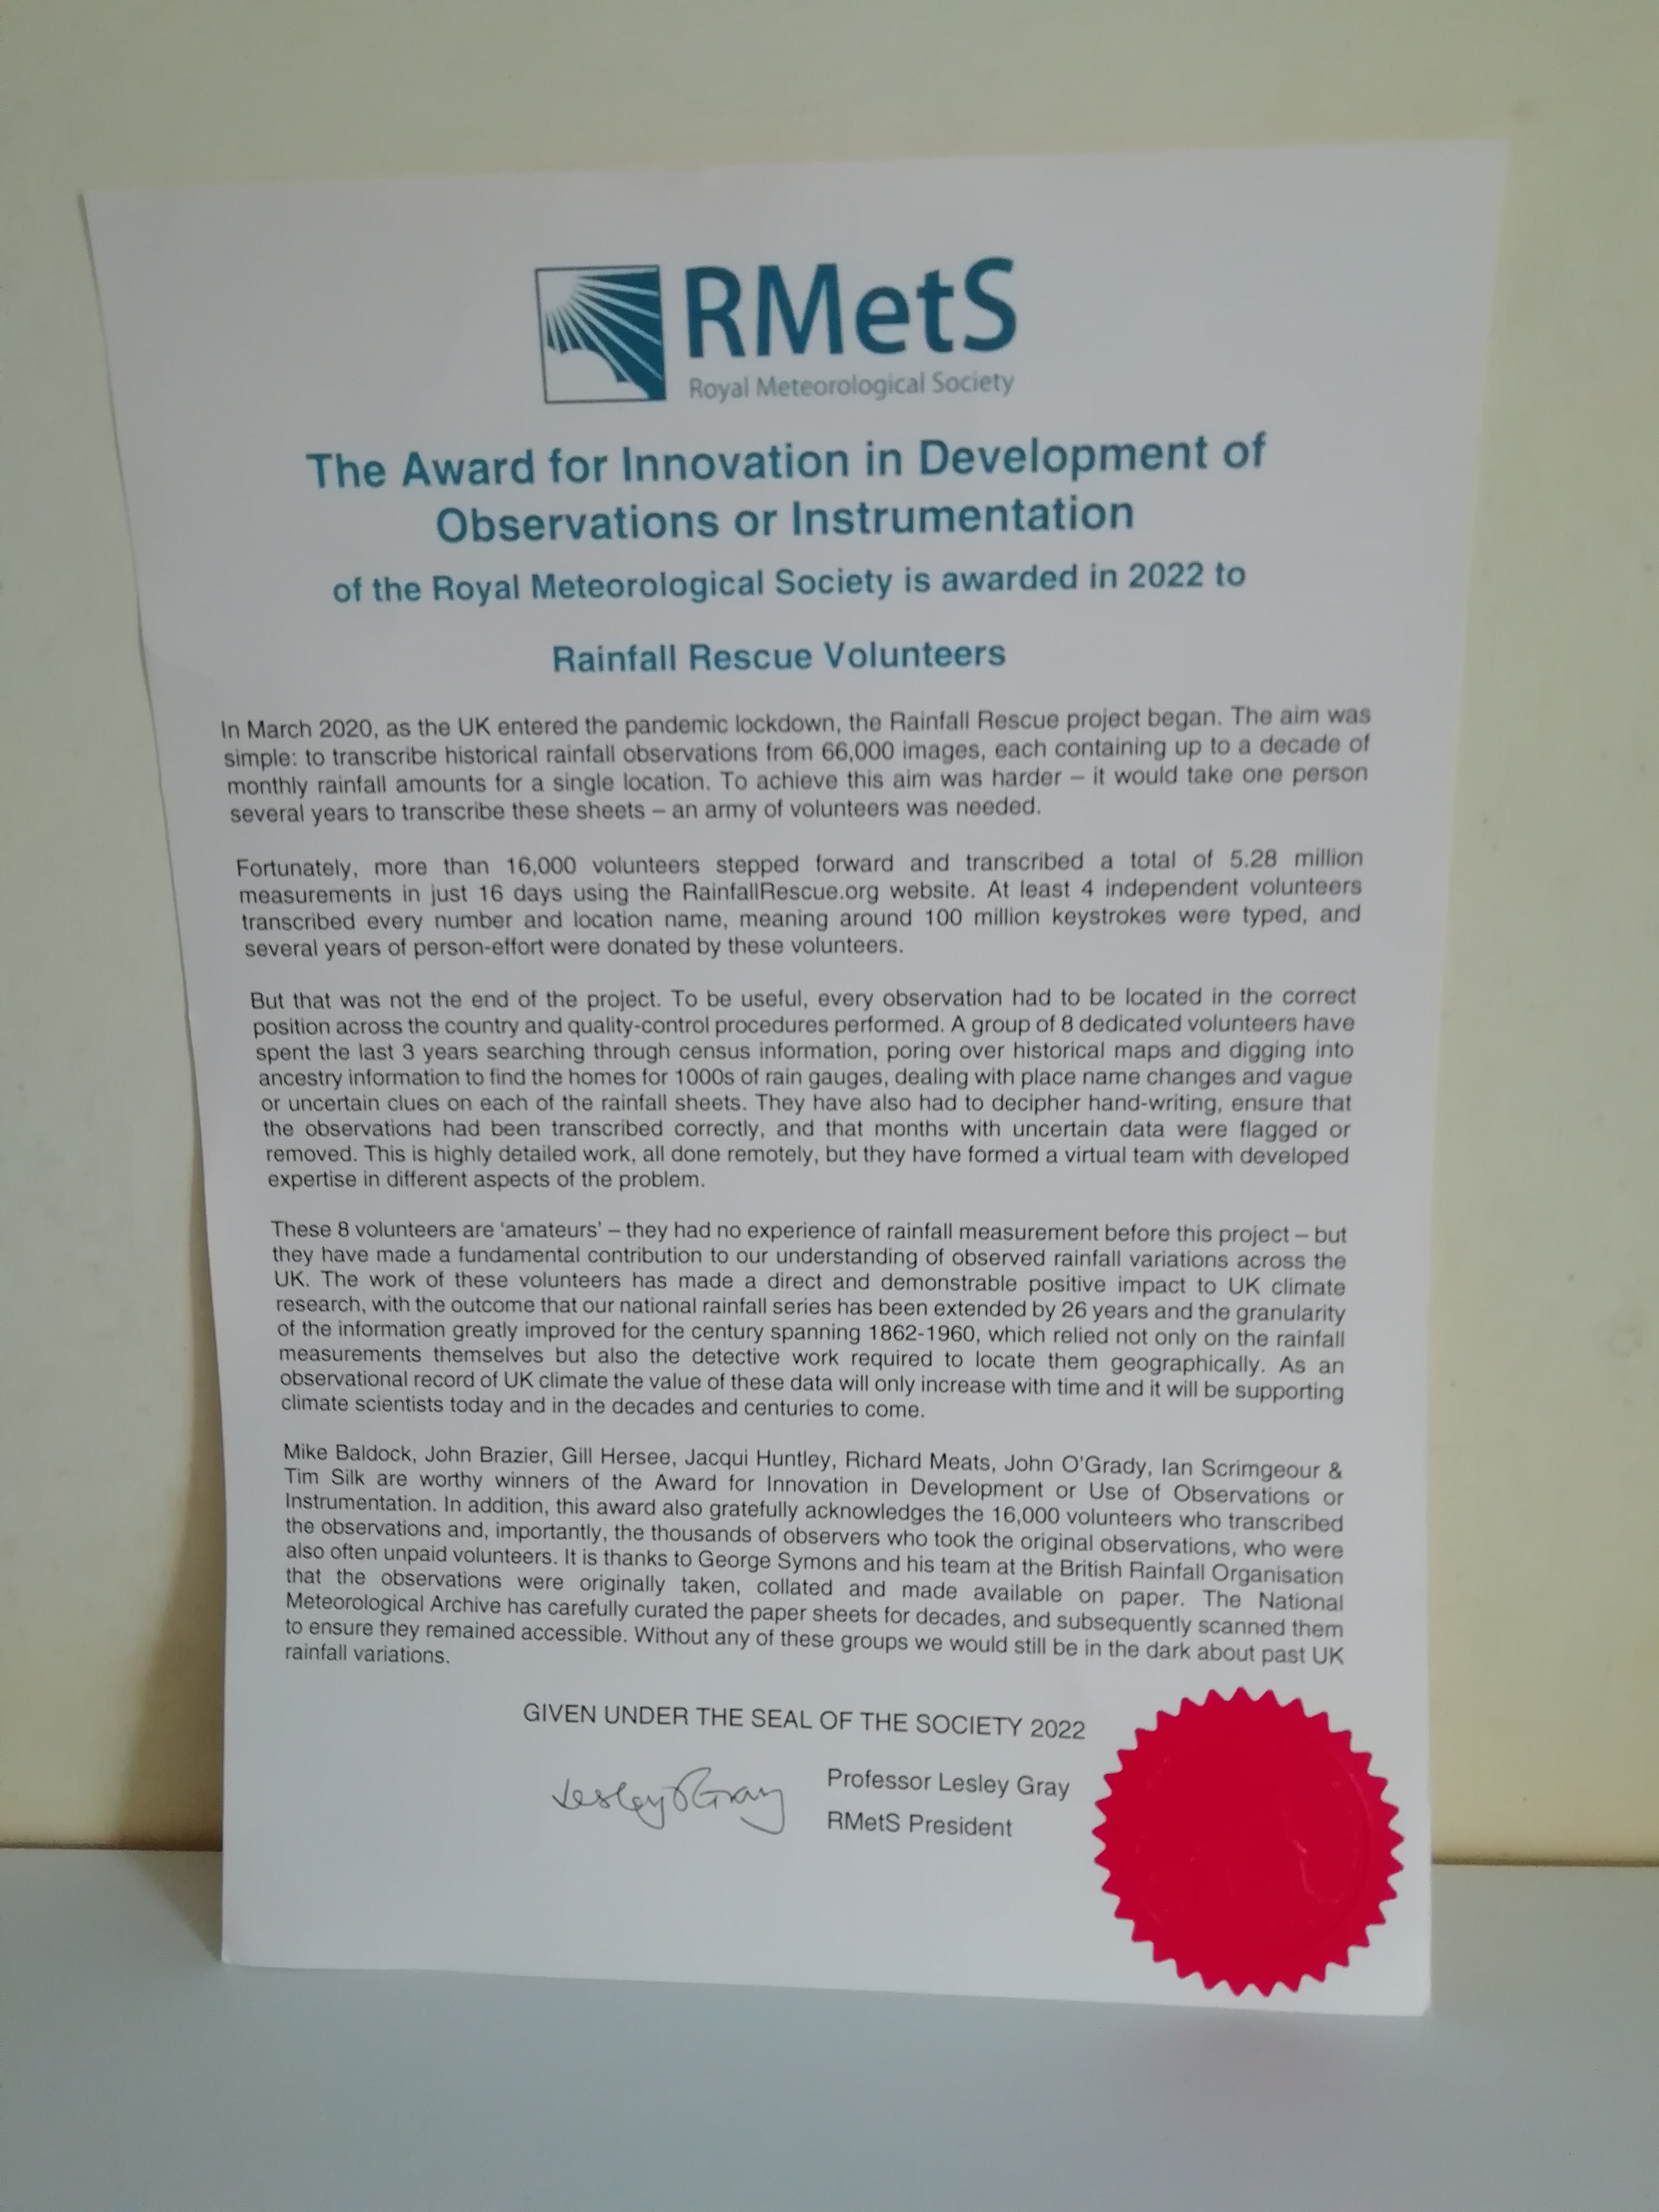 RMetS
Royal Meteorological Society
The Award for Innovation in Development of
Observations or Instrumentation
of the Royal Meteorological Society is awarded in 2022 to
Rainfall Rescue Volunteers
In March 2020, as the UK entered the pandemic lockdown, the Rainfall Rescue project began. The aim was
simple: to transcribe historical rainfall observations from 66,000 images, each containing up to a decade of
monthly rainfall amounts for a single location. To achieve this aim was harder – it would take one person
several years to transcribe these sheets – an army of volunteers was needed.
Fortunately, more than 16,000 volunteers stepped forward and transcribed a total of 5.28 million
measurements in just 16 days using the RainfallRescue.org website. At least 4 independent volunteers
transcribed every number and location name, meaning around 100 million keystrokes were typed, and
several years of person-effort were donated by these volunteers.
But that was not the end of the project. To be useful, every observation had to be located in the correct
position across the country and quality-control procedures performed. A group of 8 dedicated volunteers have
spent the last 3 years searching through census information, poring over historical maps and digging into
ancestry information to find the homes for 1000s of rain gauges, dealing with place name changes and vague
or uncertain clues on each of the rainfall sheets. They have also had to decipher hand-writing, ensure that
the observations had been transcribed correctly, and that months with uncertain data were flagged or
removed. This is highly detailed work, all done remotely, but they have formed a virtual team with developed
expertise in different aspects of the problem.
These 8 volunteers are ‘amateurs’ – they had no experience of rainfall measurement before this project – but
they have made a fundamental contribution to our understanding of observed rainfall variations across the
UK. The work of these volunteers has made a direct and demonstrable positive impact to UK climate
research, with the outcome that our national rainfall series has been extended by 26 years and the granularity
of the information greatly improved for the century spanning 1862-1960, which relied not only on the rainfall
measurements themselves but also the detective work required to locate them geographically. As an
observational record of UK climate the value of these data will only increase with time and it will be supporting
climate scientists today and in the decades and centuries to come.
Mike Baldock, John Brazier, Gill Hersee, Jacqui Huntley, Richard Meats, John O’Grady, Ian Scrimgeour &
Tim Silk are worthy winners of the Award for Innovation in Development or Use of Observations or
Instrumentation. In addition, this award also gratefully acknowledges the 16,000 volunteers who transcribed
the observations and, importantly, the thousands of observers who took the original observations, who were
also often unpaid volunteers. It is thanks to George Symons and his team at the British Rainfall Organisation
that the observations were originally taken, collated and made available on paper. The National
Meteorological Archive has carefully curated the paper sheets for decades, and subsequently scanned them
to ensure they remained accessible. Without any of these groups we would still be in the dark about past UK
rainfall variations.
GIVEN UNDER THE SEAL OF THE SOCIETY 2022
Lesley J Gray
Professor Lesley Gray
RMetS President